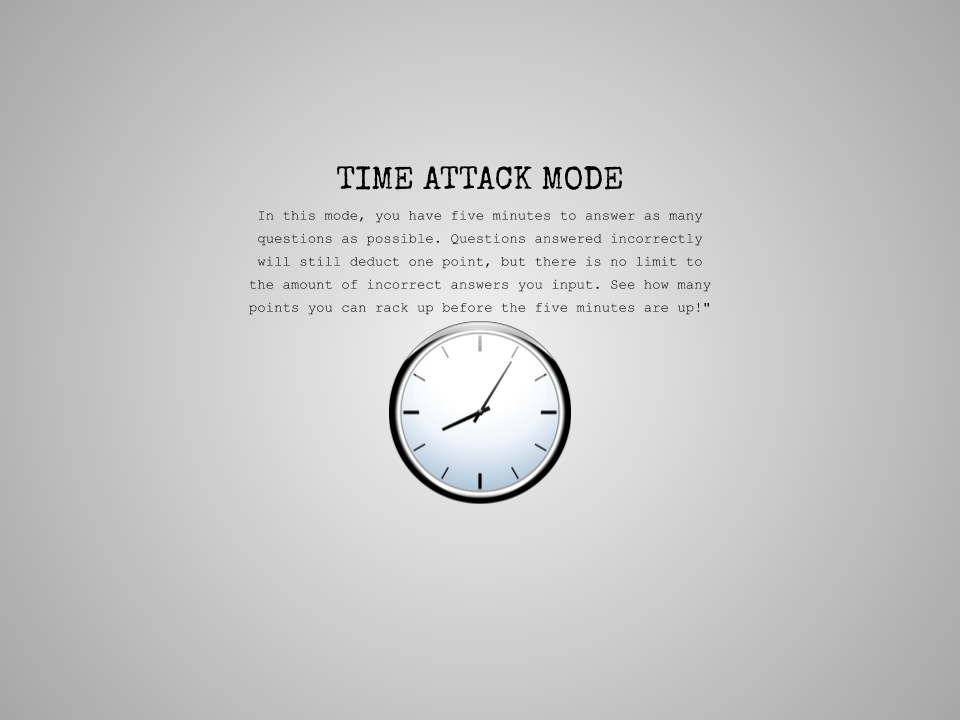 TIME ATTACK MODE
In this mode, you have five minutes to answer as many
questions as possible. Questions answered incorrectly
will still deduct one point, but there is no limit to
the amount of incorrect answers you input. See how many
points you can rack up before the five minutes are up!"